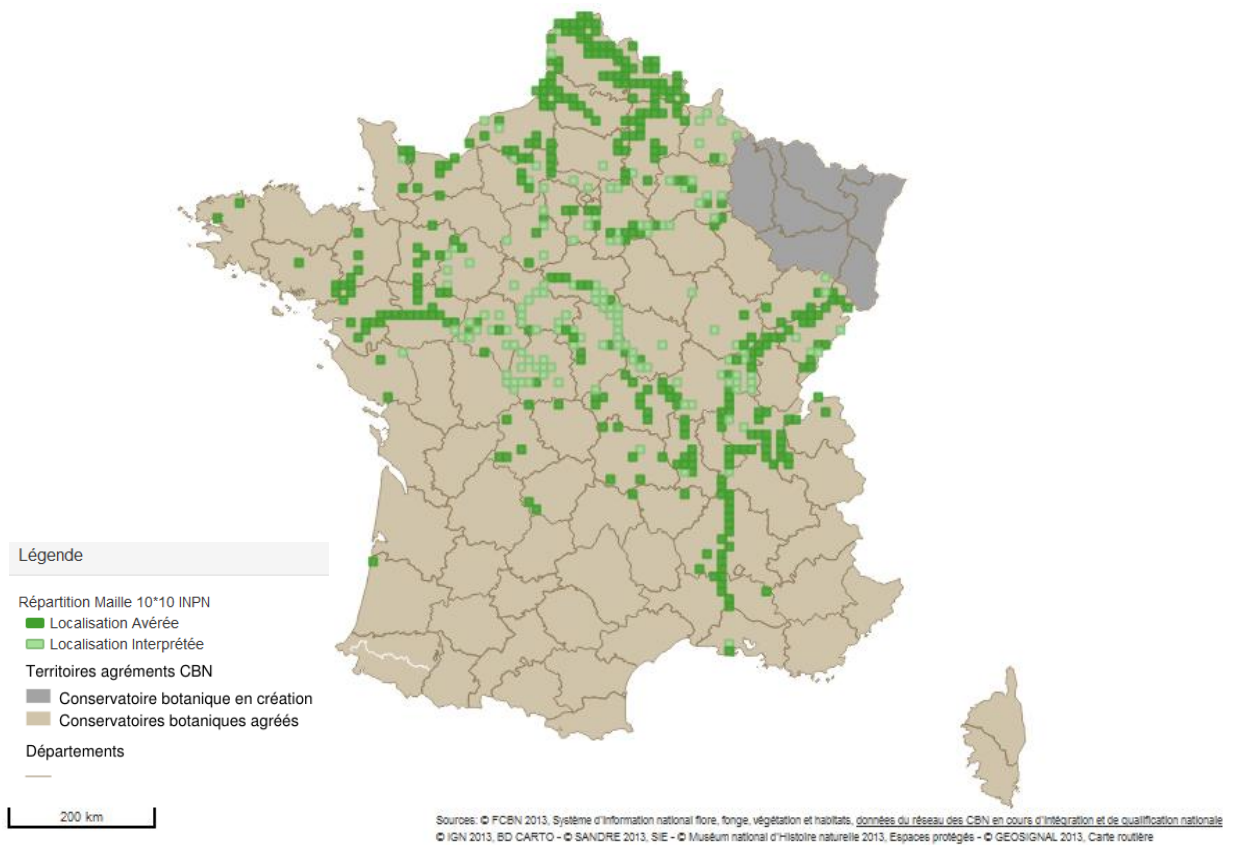 Légende
Répartition Maille 10*10 INPN
Localisation Avérée
Localisation Interprétée
Territoires agréments CBN
Conservatoire botanique en création
Conservatoires botaniques agréés
Départements
200 km
Sources: © FCBN 2013, Système d'information national flore, fonge, végétation et habitats, données du réseau des CBN en cours d'intégration et de qualification nationale
© IGN 2013, BD CARTO - © SANDRE 2013, SIE - © Muséum national d'Histoire naturelle 2013, Espaces protégés - © GEOSIGNAL 2013, Carte routière